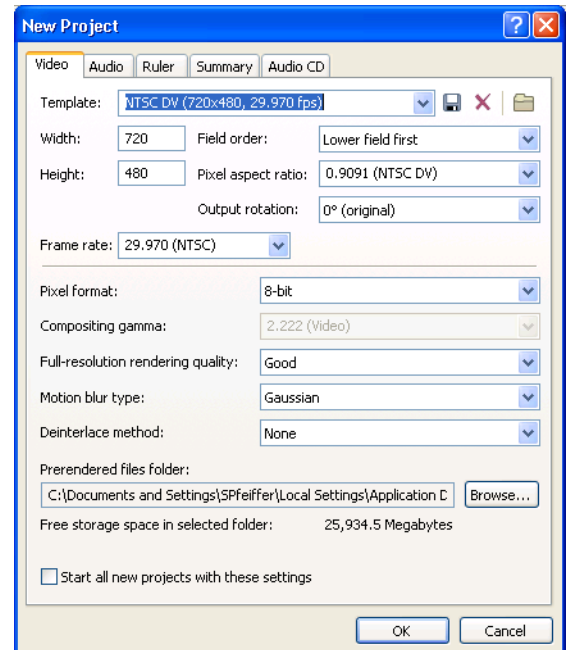 New Project
Video Audio Ruler Summary Audio CD
Template: NTSC DV (720x480, 29.970 fps)
Width: 720 Field order: Lower field first
Height: 480 Pixel aspect ratio: 0.9091 (NTSC DV)
Output rotation: 0° (original)
Frame rate: 29.970 (NTSC)
Pixel format: 8-bit
Compositing gamma: 2.222 (Video)
Full-resolution rendering quality: Good
Motion blur type: Gaussian
Deinterlace method: None
Prerendered files folder:
C:\Documents and Settings\SPfeiffer\Local Settings\Application D Browse...
Free storage space in selected folder: 25,934.5 Megabytes
Start all new projects with these settings
OK Cancel